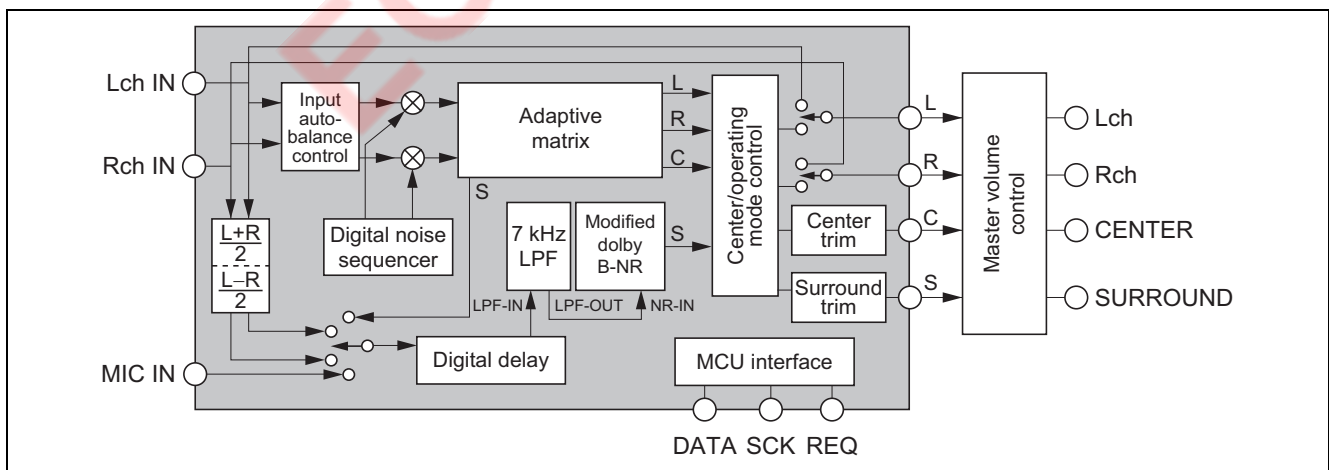 Lch IN
Rch IN
MIC IN
Input
auto-
balance
control
L+R
2
L−R
2
Digital noise
sequencer
Adaptive
matrix
L
R
C
S
7 kHz
LPF
Modified
dolby
B-NR
S
LPF-IN
LPF-OUT
NR-IN
Digital delay
Center/operating
mode control
Center
trim
Surround
trim
MCU interface
DATA SCK REQ
L
R
C
S
Master volume
control
Lch
Rch
CENTER
SURROUND